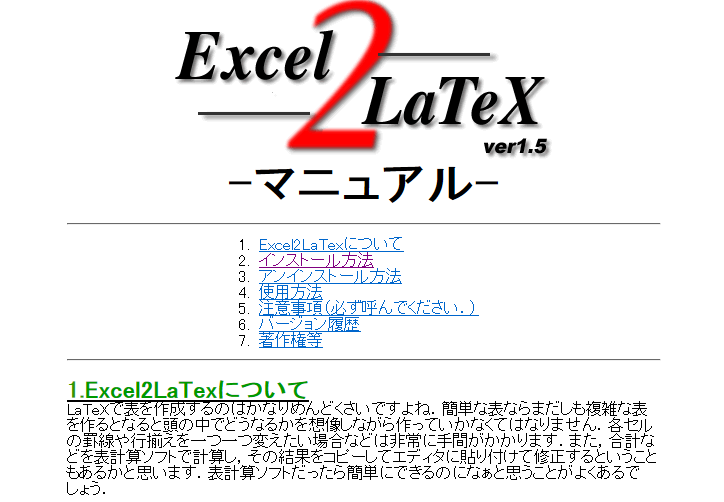 Excel2LaTeX
ver1.5
-マニュアル-
1. Excel2LaTexについて
2. インストール方法
3. アンインストール方法
4. 使用方法
5. 注意事項(必ず呼んでください．)
6. バージョン履歴
7. 著作権等
1.Excel2LaTexについて
LaTeXで表を作成するのはかなりめんどくさいですよね．簡単な表ならまだしも複雑な表
を作るとなると頭の中でどうなるかを想像しながら作っていかなくてはなりません．各セル
の罫線や行揃えを一つ一つ変えたい場合などは非常に手間がかかります．また，合計な
どを表計算ソフトで計算し，その結果をコピーしてエディタに貼り付けて修正するということ
もあるかと思います．表計算ソフトだったら簡単にできるのになぁと思うことがよくあるで
しょう．